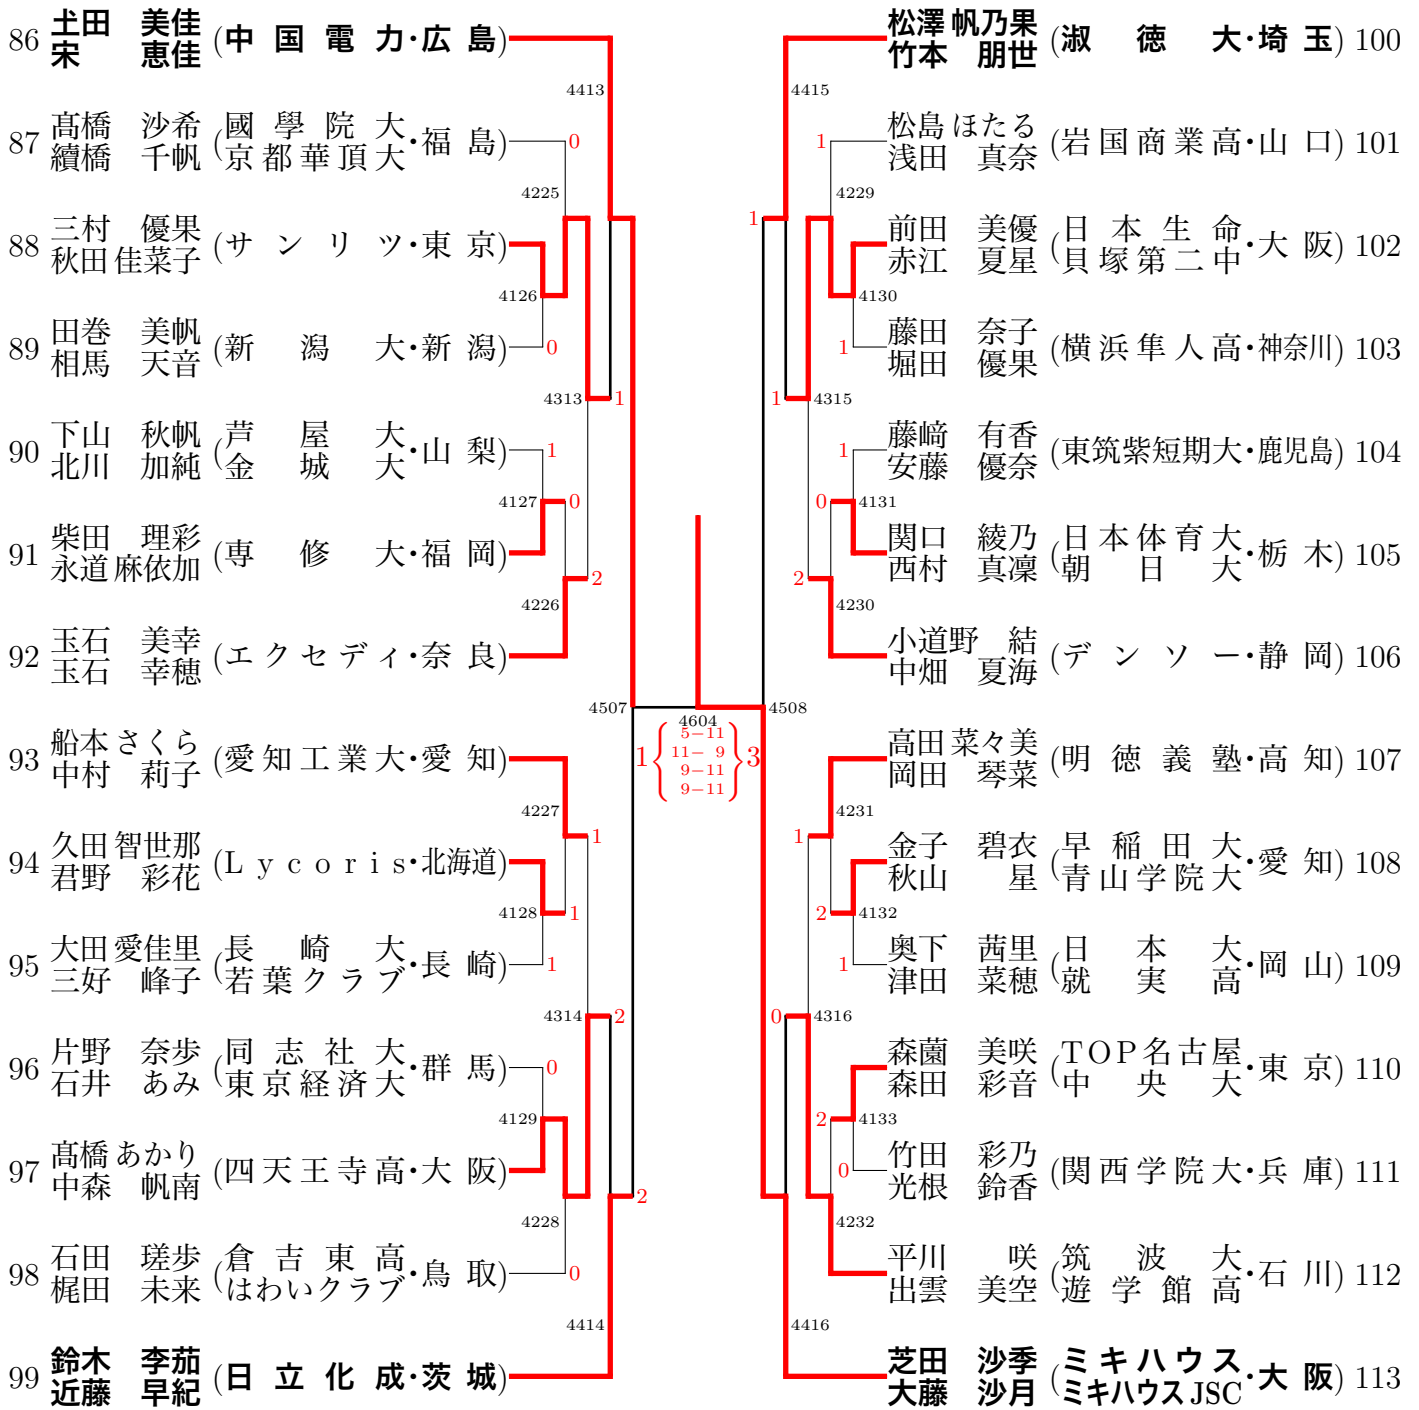 86 圡田 美佳 宋 恵佳 (中国電力・広島)
87 髙橋 沙希 續橋 千帆 (國學院大 京都華頂大・福島)
88 三村 優果 秋田 佳菜子 (サンリツ・東京)
89 田巻 美帆 相馬 天音 (新潟大・新潟)
90 下山 秋帆 北川 加純 (芦屋大 金城大・山梨)
91 柴田 理彩 永道 麻依加 (専修大・福岡)
92 玉石 美幸 玉石 幸穂 (エクセディ・奈良)
93 船本 さくら 中村 莉子 (愛知工業大・愛知)
94 久田 智世那 君野 彩花 (Lycoris・北海道)
95 大田 愛佳里 三好 峰子 (長崎大 若葉クラブ・長崎)
96 片野 奈歩 石井 あみ (同志社大 東京経済大・群馬)
97 髙橋 あかり 中森 帆南 (四天王寺高・大阪)
98 石田 瑳歩 梶田 未来 (倉吉東高 はわいクラブ・鳥取)
99 鈴木 李茄 近藤 早紀 (日立化成・茨城)
4413
0
4225
4126
0
4313
1
1
4127
0
2
4226
4507
4227
1
4128
1
1
4314
2
0
4129
2
4228
0
4414
4604
1
5-11
11- 9
9-11
9-11
3
4415
1
4229
1
4130
1
1
4315
1
0
4131
2
4230
4508
4231
1
2
4132
1
0
4316
2
4133
0
4232
4416
松澤 帆乃果 竹本 朋世 (淑徳大・埼玉) 100
松島 ほたる 浅田 真奈 (岩国商業高・山口) 101
前田 美優 赤江 夏星 (日本生命 貝塚第二中・大阪) 102
藤田 奈子 堀田 優果 (横浜隼人高・神奈川) 103
藤﨑 有香 安藤 優奈 (東筑紫短期大・鹿児島) 104
関口 綾乃 西村 真凜 (日本体育大 朝日大・栃木) 105
小道野 結 中畑 夏海 (デンソー・静岡) 106
高田 菜々美 岡田 琴菜 (明徳義塾・高知) 107
金子 碧衣 秋山 星 (早稲田大 青山学院大・愛知) 108
奥下 茜里 津田 菜穂 (日本大 就実高・岡山) 109
森薗 美咲 森田 彩音 (TOP名古屋 中央大・東京) 110
竹田 彩乃 光根 鈴香 (関西学院大・兵庫) 111
平川 咲 出雲 美空 (筑波大 遊学館高・石川) 112
芝田 沙季 大藤 沙月 (ミキハウス ミキハウスJSC・大阪) 113